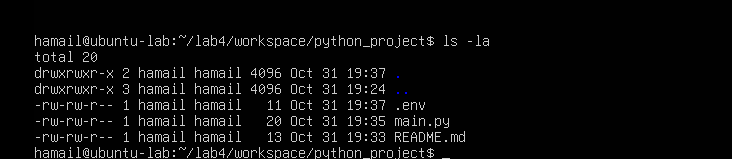 hamail@ubuntu-lab:~/lab4/workspace/python_project$ ls -la
total 20
drwxrwxr-x 2 hamail hamail 4096 Oct 31 19:37 .
drwxrwxr-x 3 hamail hamail 4096 Oct 31 19:24 ..
-rw-rw-r-- 1 hamail hamail   11 Oct 31 19:37 .env
-rw-rw-r-- 1 hamail hamail   20 Oct 31 19:35 main.py
-rw-rw-r-- 1 hamail hamail   13 Oct 31 19:33 README.md
hamail@ubuntu-lab:~/lab4/workspace/python_project$ _